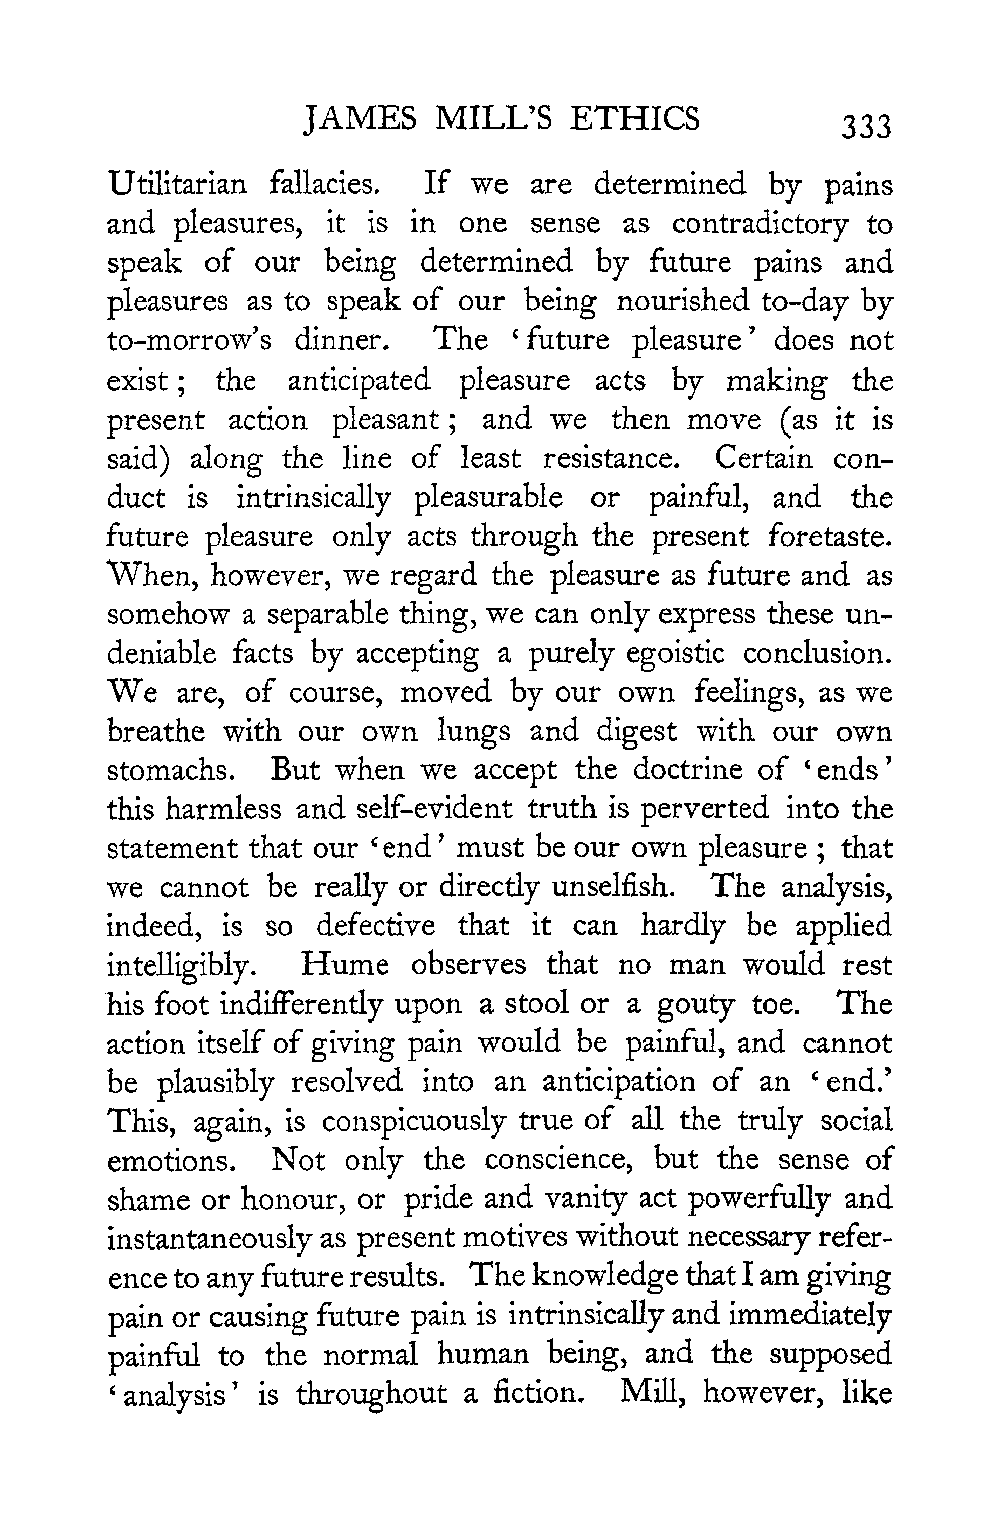 JAMES MILL'S ETHICS 333
Utilitarian fallacies. If we are determined by pains
and pleasures, it is in one sense as contradictory to
speak of our being determined by future pains and
pleasures as to speak of our being nourished to-day by
to-morrow's dinner. The ‘future pleasure’ does not
exist ; the anticipated pleasure acts by making the
present action pleasant ; and we then move (as it is
said) along the line of least resistance. Certain con-
duct is intrinsically pleasurable or painful, and the
future pleasure only acts through the present foretaste.
When, however, we regard the pleasure as future and as
somehow a separable thing, we can only express these un-
deniable facts by accepting a purely egoistic conclusion.
We are, of course, moved by our own feelings, as we
breathe with our own lungs and digest with our own
stomachs. But when we accept the doctrine of ‘ends’
this harmless and self-evident truth is perverted into the
statement that our ‘end’ must be our own pleasure ; that
we cannot be really or directly unselfish. The analysis,
indeed, is so defective that it can hardly be applied
intelligibly. Hume observes that no man would rest
his foot indifferently upon a stool or a gouty toe. The
action itself of giving pain would be painful, and cannot
be plausibly resolved into an anticipation of an ‘end.’
This, again, is conspicuously true of all the truly social
emotions. Not only the conscience, but the sense of
shame or honour, or pride and vanity act powerfully and
instantaneously as present motives without necessary refer-
ence to any future results. The knowledge that I am giving
pain or causing future pain is intrinsically and immediately
painful to the normal human being, and the supposed
‘analysis’ is throughout a fiction. Mill, however, like